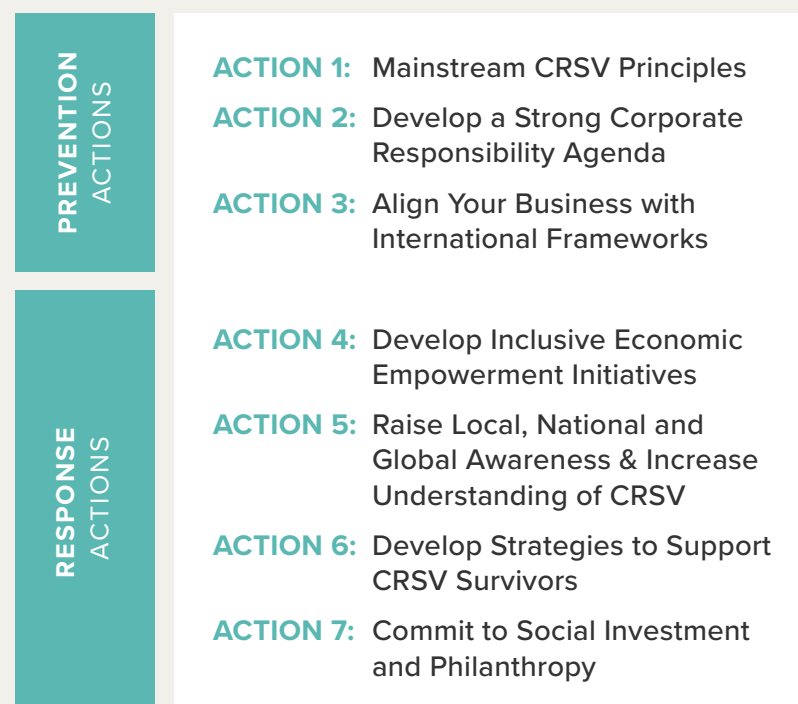 PREVENTION
ACTIONS
ACTION 1: Mainstream CRSV Principles
ACTION 2: Develop a Strong Corporate
Responsibility Agenda
ACTION 3: Align Your Business with
International Frameworks
RESPONSE
ACTIONS
ACTION 4: Develop Inclusive Economic
Empowerment Initiatives
ACTION 5: Raise Local, National and
Global Awareness & Increase
Understanding of CRSV
ACTION 6: Develop Strategies to Support
CRSV Survivors
ACTION 7: Commit to Social Investment
and Philanthropy